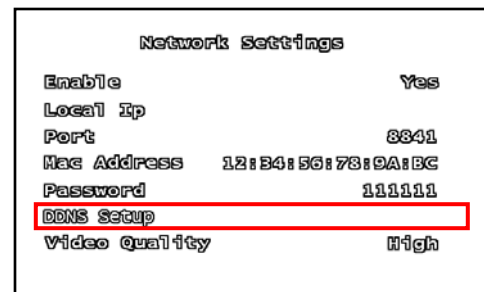 Network Settings
Enable Yes
Local Ip
Port 8841
Mac Address 12:34:56:78:9A:BC
Password 111111
DDNS Setup
Video Quality High